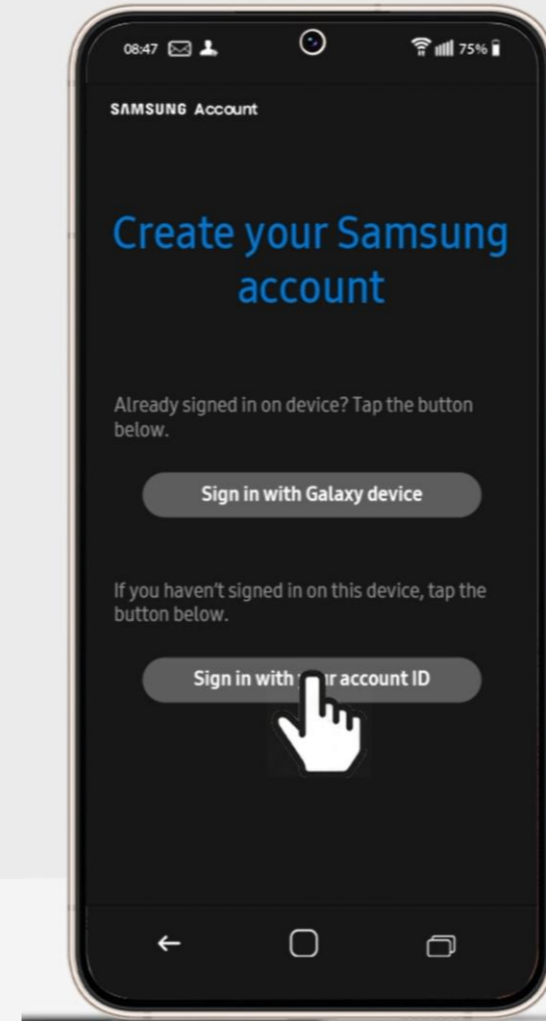 08:47 75%
SAMSUNG Account
Create your Samsung
account
Already signed in on device? Tap the button
below.
Sign in with Galaxy device
If you haven't signed in on this device, tap the
button below.
Sign in with account ID